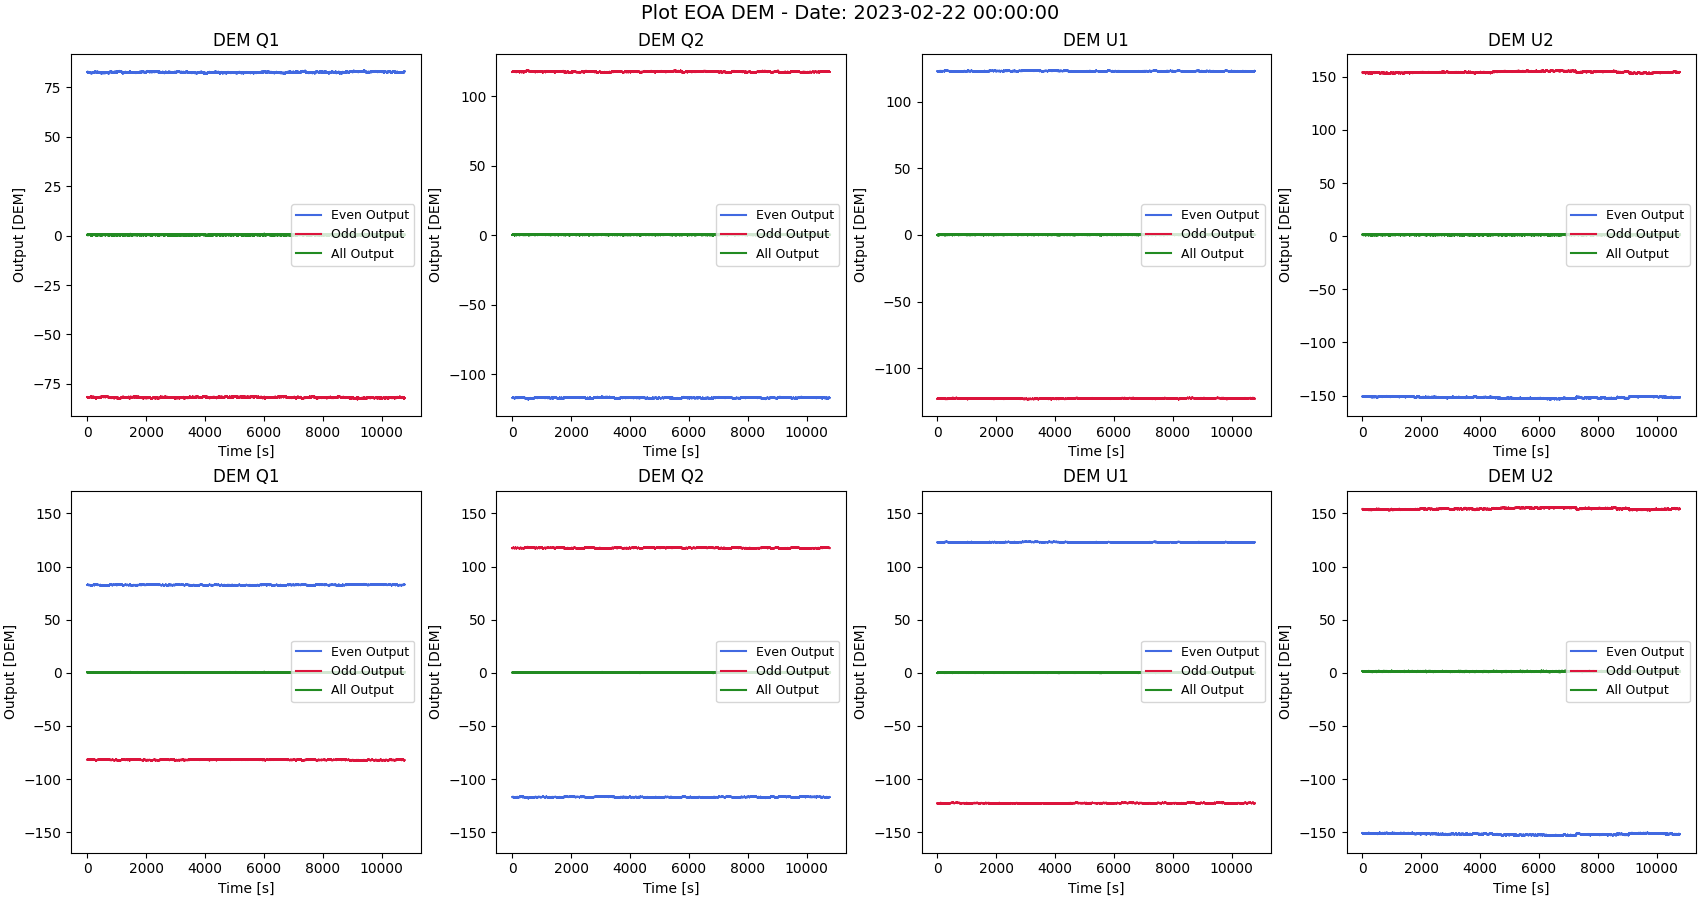 Plot EOA DEM - Date: 2023-02-22 00:00:00
DEM Q1
Output [DEM]
75
50
25
0
−25
−50
−75
Even Output
Odd Output
All Output
0 2000 4000 6000 8000 10000
Time [s]
DEM Q2
Output [DEM]
100
50
0
−50
−100
Even Output
Odd Output
All Output
0 2000 4000 6000 8000 10000
Time [s]
DEM U1
Output [DEM]
100
50
0
−50
−100
Even Output
Odd Output
All Output
0 2000 4000 6000 8000 10000
Time [s]
DEM U2
Output [DEM]
150
100
50
0
−50
−100
−150
Even Output
Odd Output
All Output
0 2000 4000 6000 8000 10000
Time [s]
DEM Q1
Output [DEM]
150
100
50
0
−50
−100
−150
Even Output
Odd Output
All Output
0 2000 4000 6000 8000 10000
Time [s]
DEM Q2
Output [DEM]
150
100
50
0
−50
−100
−150
Even Output
Odd Output
All Output
0 2000 4000 6000 8000 10000
Time [s]
DEM U1
Output [DEM]
150
100
50
0
−50
−100
−150
Even Output
Odd Output
All Output
0 2000 4000 6000 8000 10000
Time [s]
DEM U2
Output [DEM]
150
100
50
0
−50
−100
−150
Even Output
Odd Output
All Output
0 2000 4000 6000 8000 10000
Time [s]